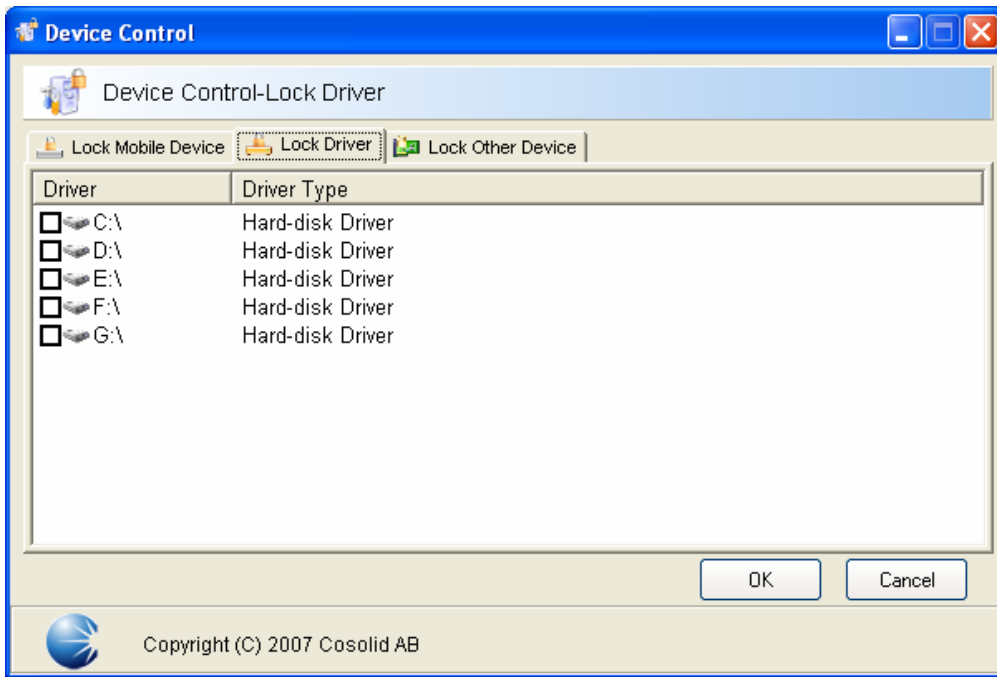 Device Control
Device Control-Lock Driver
Lock Mobile Device Lock Driver Lock Other Device
Driver Driver Type
C:\ Hard-disk Driver
D:\ Hard-disk Driver
E:\ Hard-disk Driver
F:\ Hard-disk Driver
G:\ Hard-disk Driver
OK Cancel
Copyright (C) 2007 Cosolid AB